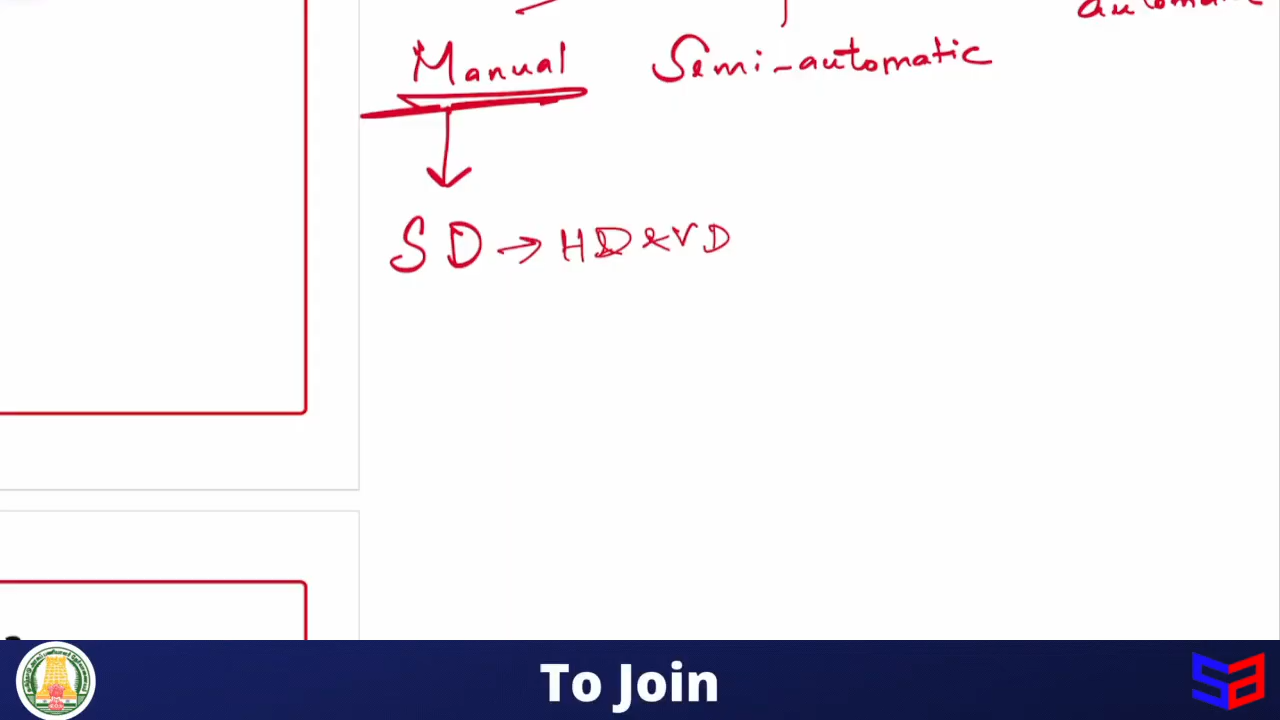 Manual Semi-automatic
SD → HD & VD
To Join